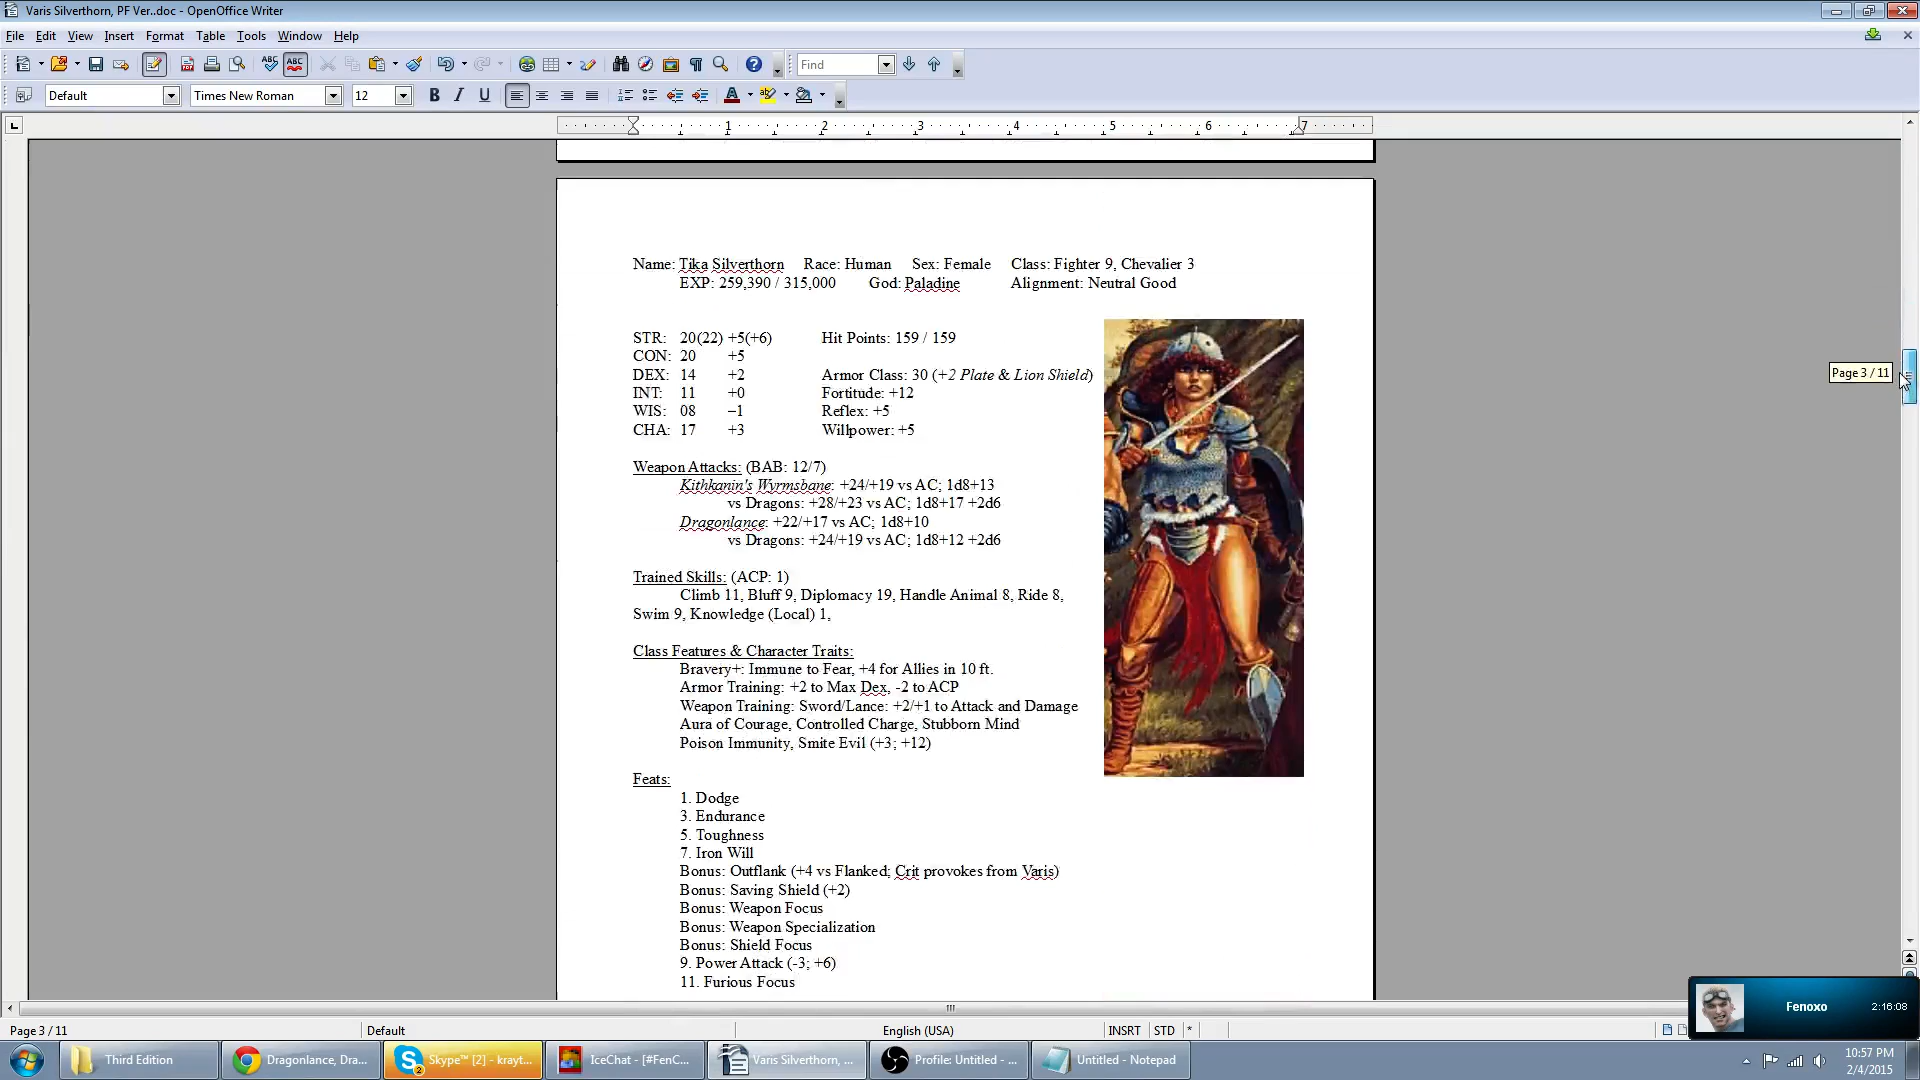 Varis Silverthorn, PF Ver..doc - OpenOffice Writer
File Edit View Insert Format Table Tools Window Help
Find
Default Times New Roman 12
1 2 3 4 5 6 7
Name: Tika Silverthorn Race: Human Sex: Female Class: Fighter 9, Chevalier 3
EXP: 259,390 / 315,000 God: Paladine Alignment: Neutral Good
STR: 20(22) +5(+6) Hit Points: 159 / 159
CON: 20 +5
DEX: 14 +2 Armor Class: 30 (+2 Plate & Lion Shield)
INT: 11 +0 Fortitude: +12
WIS: 08 –1 Reflex: +5
CHA: 17 +3 Willpower: +5
Page 3 / 11
Weapon Attacks: (BAB: 12/7)
Kithkanin's Wyrmsbane: +24/+19 vs AC; 1d8+13
vs Dragons: +28/+23 vs AC; 1d8+17 +2d6
Dragonlance: +22/+17 vs AC; 1d8+10
vs Dragons: +24/+19 vs AC; 1d8+12 +2d6
Trained Skills: (ACP: 1)
Climb 11, Bluff 9, Diplomacy 19, Handle Animal 8, Ride 8,
Swim 9, Knowledge (Local) 1,
Class Features & Character Traits:
Bravery+: Immune to Fear, +4 for Allies in 10 ft.
Armor Training: +2 to Max Dex, -2 to ACP
Weapon Training: Sword/Lance: +2/+1 to Attack and Damage
Aura of Courage, Controlled Charge, Stubborn Mind
Poison Immunity, Smite Evil (+3; +12)
Feats:
1. Dodge
3. Endurance
5. Toughness
7. Iron Will
Bonus: Outflank (+4 vs Flanked; Crit provokes from Varis)
Bonus: Saving Shield (+2)
Bonus: Weapon Focus
Bonus: Weapon Specialization
Bonus: Shield Focus
9. Power Attack (-3; +6)
11. Furious Focus
Fenoxo 2:16:08
Page 3 / 11 Default English (USA) INSRT STD *
Third Edition Dragonlance, Dra... Skype™ [2] - krayt... IceChat - [#FenC... Varis Silverthorn, ... Profile: Untitled - ... Untitled - Notepad 10:57 PM
2/4/2015